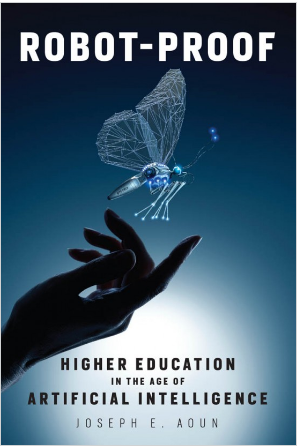 ROBOT-PROOF
HIGHER EDUCATION
IN THE AGE OF
ARTIFICIAL INTELLIGENCE
JOSEPH E. AOUN